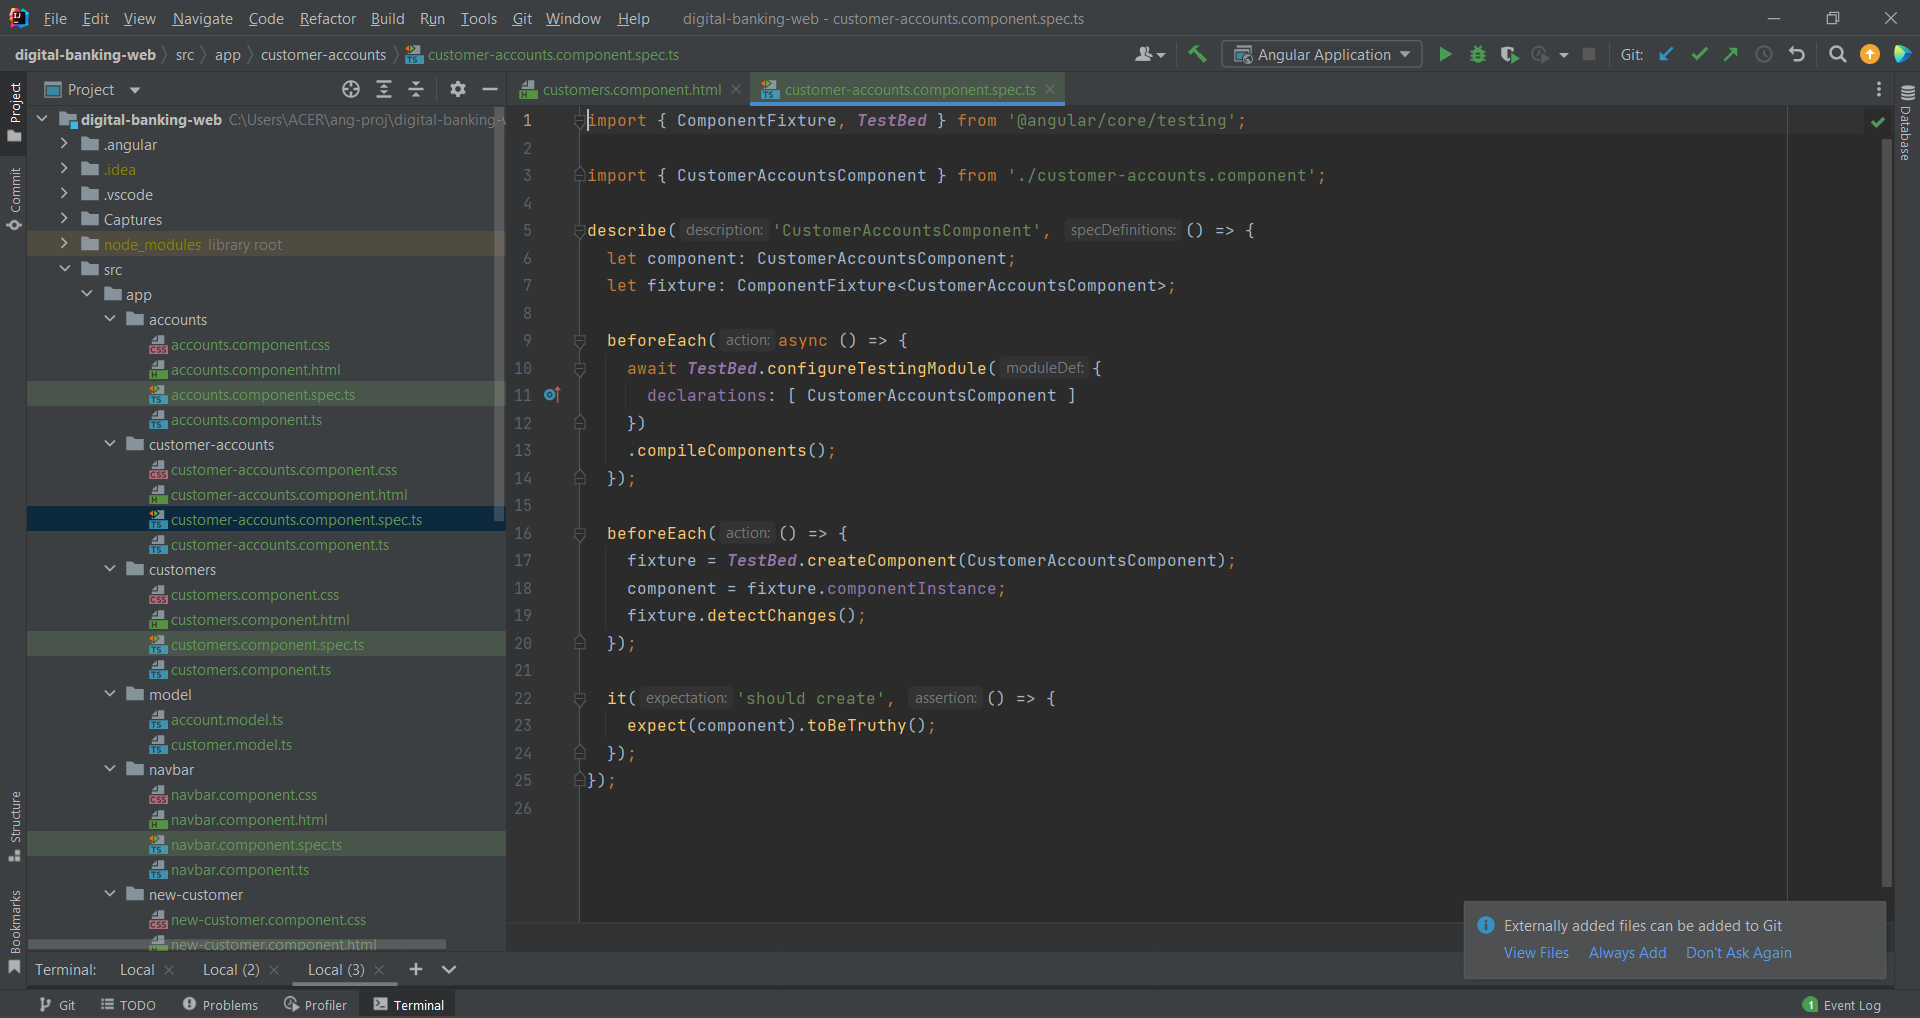 File Edit View Navigate Code Refactor Build Run Tools Git Window Help digital-banking-web - customer-accounts.component.spec.ts
digital-banking-web src app customer-accounts customer-accounts.component.spec.ts Angular Application Git:
Project
Commit
Structure
Bookmarks
Project
digital-banking-web C:\Users\ACER\ang-proj\digital-banking-w
.angular
.idea
.vscode
Captures
node_modules library root
src
app
accounts
accounts.component.css
accounts.component.html
accounts.component.spec.ts
accounts.component.ts
customer-accounts
customer-accounts.component.css
customer-accounts.component.html
customer-accounts.component.spec.ts
customer-accounts.component.ts
customers
customers.component.css
customers.component.html
customers.component.spec.ts
customers.component.ts
model
account.model.ts
customer.model.ts
navbar
navbar.component.css
navbar.component.html
navbar.component.spec.ts
navbar.component.ts
new-customer
new-customer.component.css
new-customer.component.html
customers.component.html customer-accounts.component.spec.ts
1 import { ComponentFixture, TestBed } from '@angular/core/testing';
2
3 import { CustomerAccountsComponent } from './customer-accounts.component';
4
5 describe( description: 'CustomerAccountsComponent', specDefinitions: () => {
6 let component: CustomerAccountsComponent;
7 let fixture: ComponentFixture<CustomerAccountsComponent>;
8
9 beforeEach( action: async () => {
10 await TestBed.configureTestingModule( moduleDef: {
11 declarations: [ CustomerAccountsComponent ]
12 })
13 .compileComponents();
14 });
15
16 beforeEach( action: () => {
17 fixture = TestBed.createComponent(CustomerAccountsComponent);
18 component = fixture.componentInstance;
19 fixture.detectChanges();
20 });
21
22 it( expectation: 'should create', assertion: () => {
23 expect(component).toBeTruthy();
24 });
25 });
26
Database
Externally added files can be added to Git
View Files Always Add Don't Ask Again
Terminal: Local Local (2) Local (3)
Git TODO Problems Profiler Terminal 1 Event Log